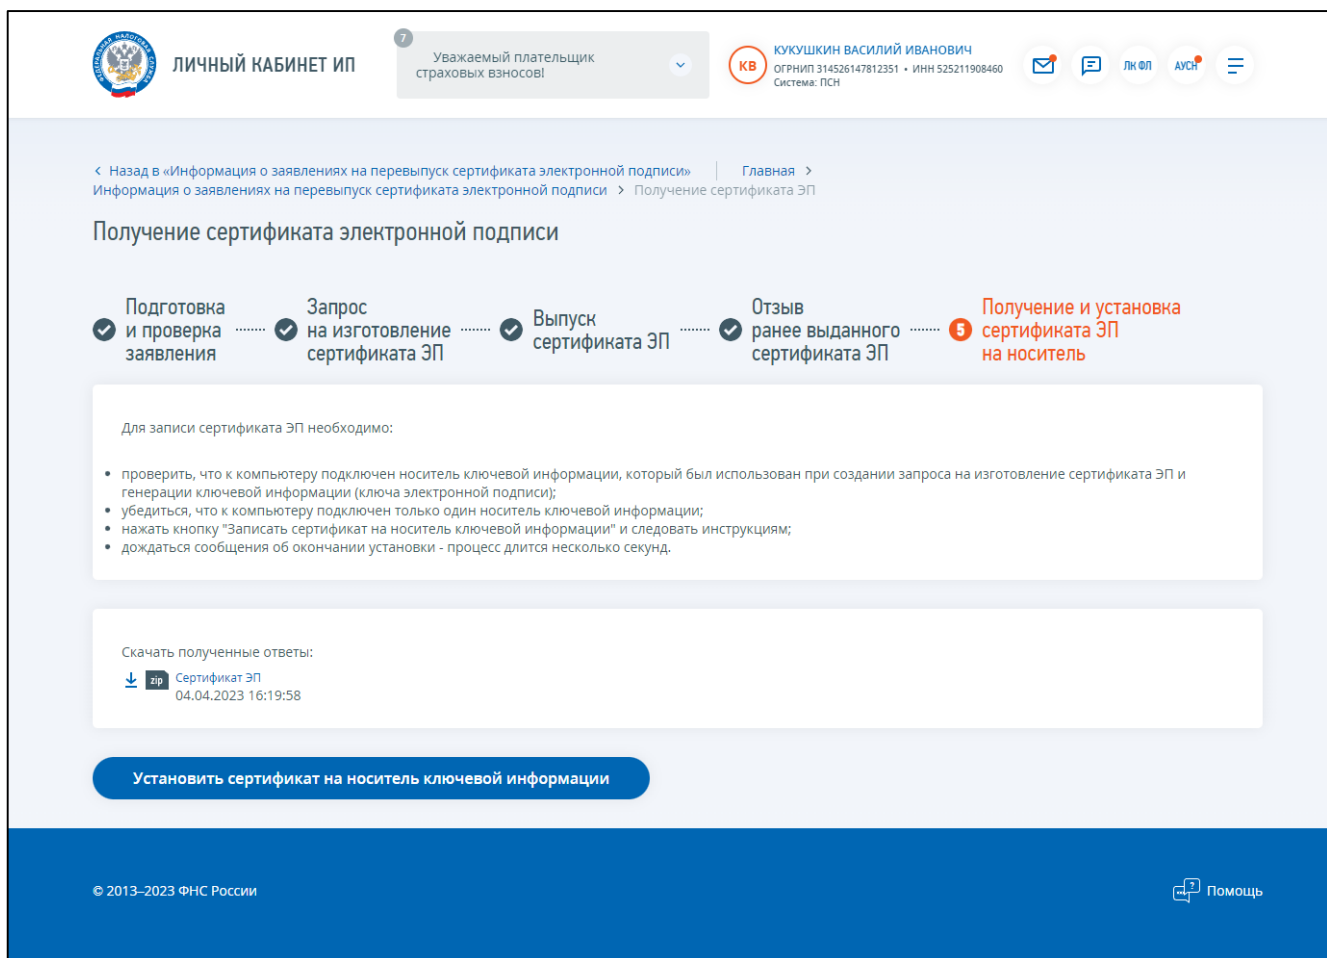 ЛИЧНЫЙ КАБИНЕТ ИП
7
Уважаемый плательщик
страховых взносов!
КВ
КУКУШКИН ВАСИЛИЙ ИВАНОВИЧ
ОГРНИП 314526147812351 • ИНН 525211908460
Система: ПСН
ЛК ФЛ
АУСН
Назад в «Информация о заявлениях на перевыпуск сертификата электронной подписи»
Главная >
Информация о заявлениях на перевыпуск сертификата электронной подписи > Получение сертификата ЭП
Получение сертификата электронной подписи
Подготовка
и проверка
заявления
Запрос
на изготовление
сертификата ЭП
Выпуск
сертификата ЭП
Отзыв
ранее выданного
сертификата ЭП
5
Получение и установка
сертификата ЭП
на носитель
Для записи сертификата ЭП необходимо:
• проверить, что к компьютеру подключен носитель ключевой информации, который был использован при создании запроса на изготовление сертификата ЭП и
генерации ключевой информации (ключа электронной подписи);
• убедиться, что к компьютеру подключен только один носитель ключевой информации;
• нажать кнопку "Записать сертификат на носитель ключевой информации" и следовать инструкциям;
• дождаться сообщения об окончании установки - процесс длится несколько секунд.
Скачать полученные ответы:
zip
Сертификат ЭП
04.04.2023 16:19:58
Установить сертификат на носитель ключевой информации
© 2013–2023 ФНС России
Помощь